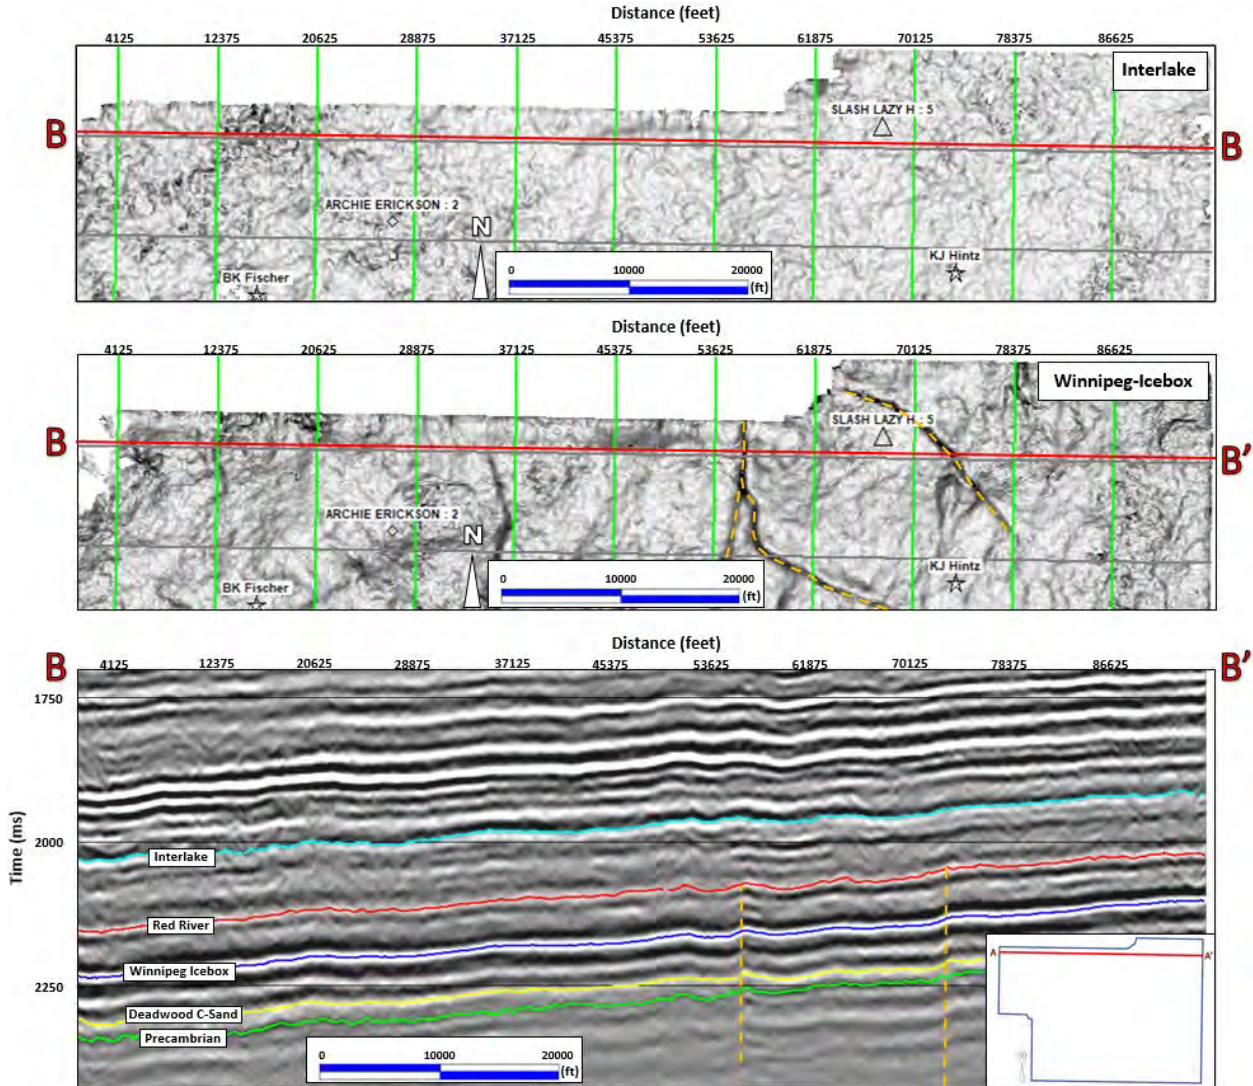 Distance (feet)
4125 12375 20625 28875 37125 45375 53625 61875 70125 78375 86625
Interlake
SLASH LAZY H : 5
B B
ARCHIE ERICKSON : 2
N
KJ Hintz
0 10000 20000
(ft)
BK Fischer
Distance (feet)
4125 12375 20625 28875 37125 45375 53625 61875 70125 78375 86625
Winnipeg-Icebox
SLASH LAZY H : 5
B B'
ARCHIE ERICKSON : 2
N
KJ Hintz
0 10000 20000
(ft)
BK Fischer
Distance (feet)
B B'
4125 12375 20625 28875 37125 45375 53625 61875 70125 78375 86625
1750
Time (ms)
2000
Interlake
Red River
Winnipeg Icebox
A A'
2250
Deadwood C-Sand
Precambrian
0 10000 20000
(ft)